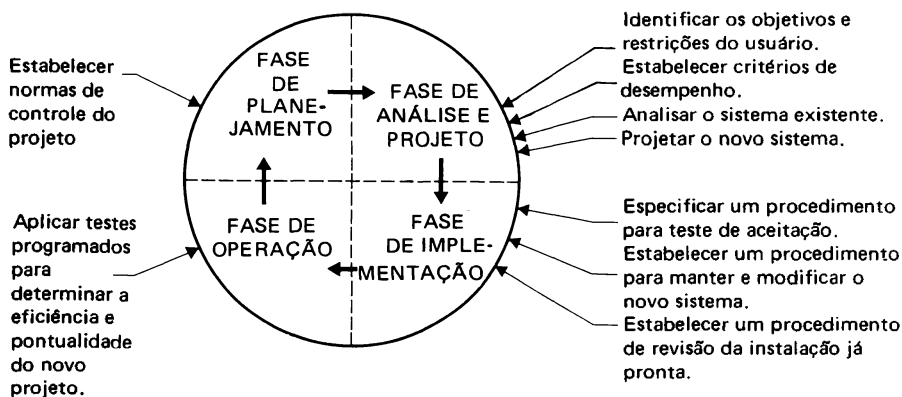 Estabelecer
normas de
controle do
projeto
FASE
DE
PLANE-
JAMENTO
FASE DE
ANÁLISE E
PROJETO
Identificar os objetivos e
restrições do usuário.
Estabelecer critérios de
desempenho.
Analisar o sistema existente.
Projetar o novo sistema.
Aplicar testes
programados
para
determinar a
eficiência e
pontualidade
do novo
projeto.
FASE DE
OPERAÇÃO
FASE
DE IMPLE-
MENTAÇÃO
Especificar um procedimento
para teste de aceitação.
Estabelecer um procedimento
para manter e modificar o
novo sistema.
Estabelecer um procedimento
de revisão da instalação já
pronta.